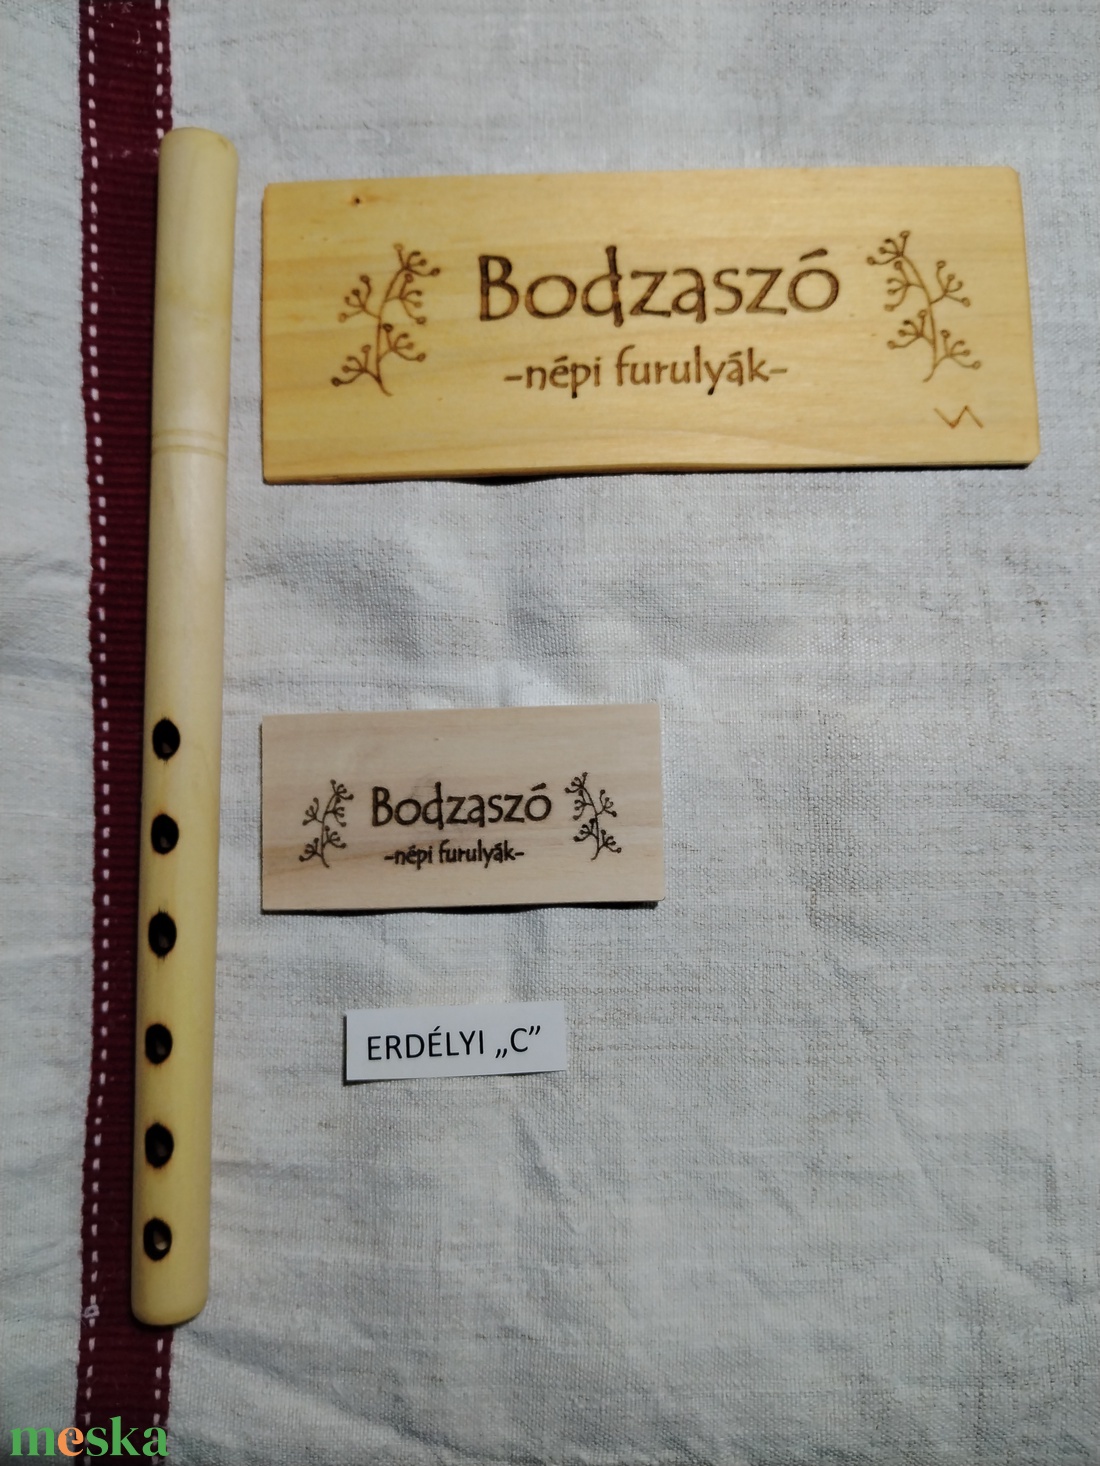 Bodzaszó
-népi furulyák-
Bodzaszó
-népi furulyák-
ERDÉLYI „C”
meska